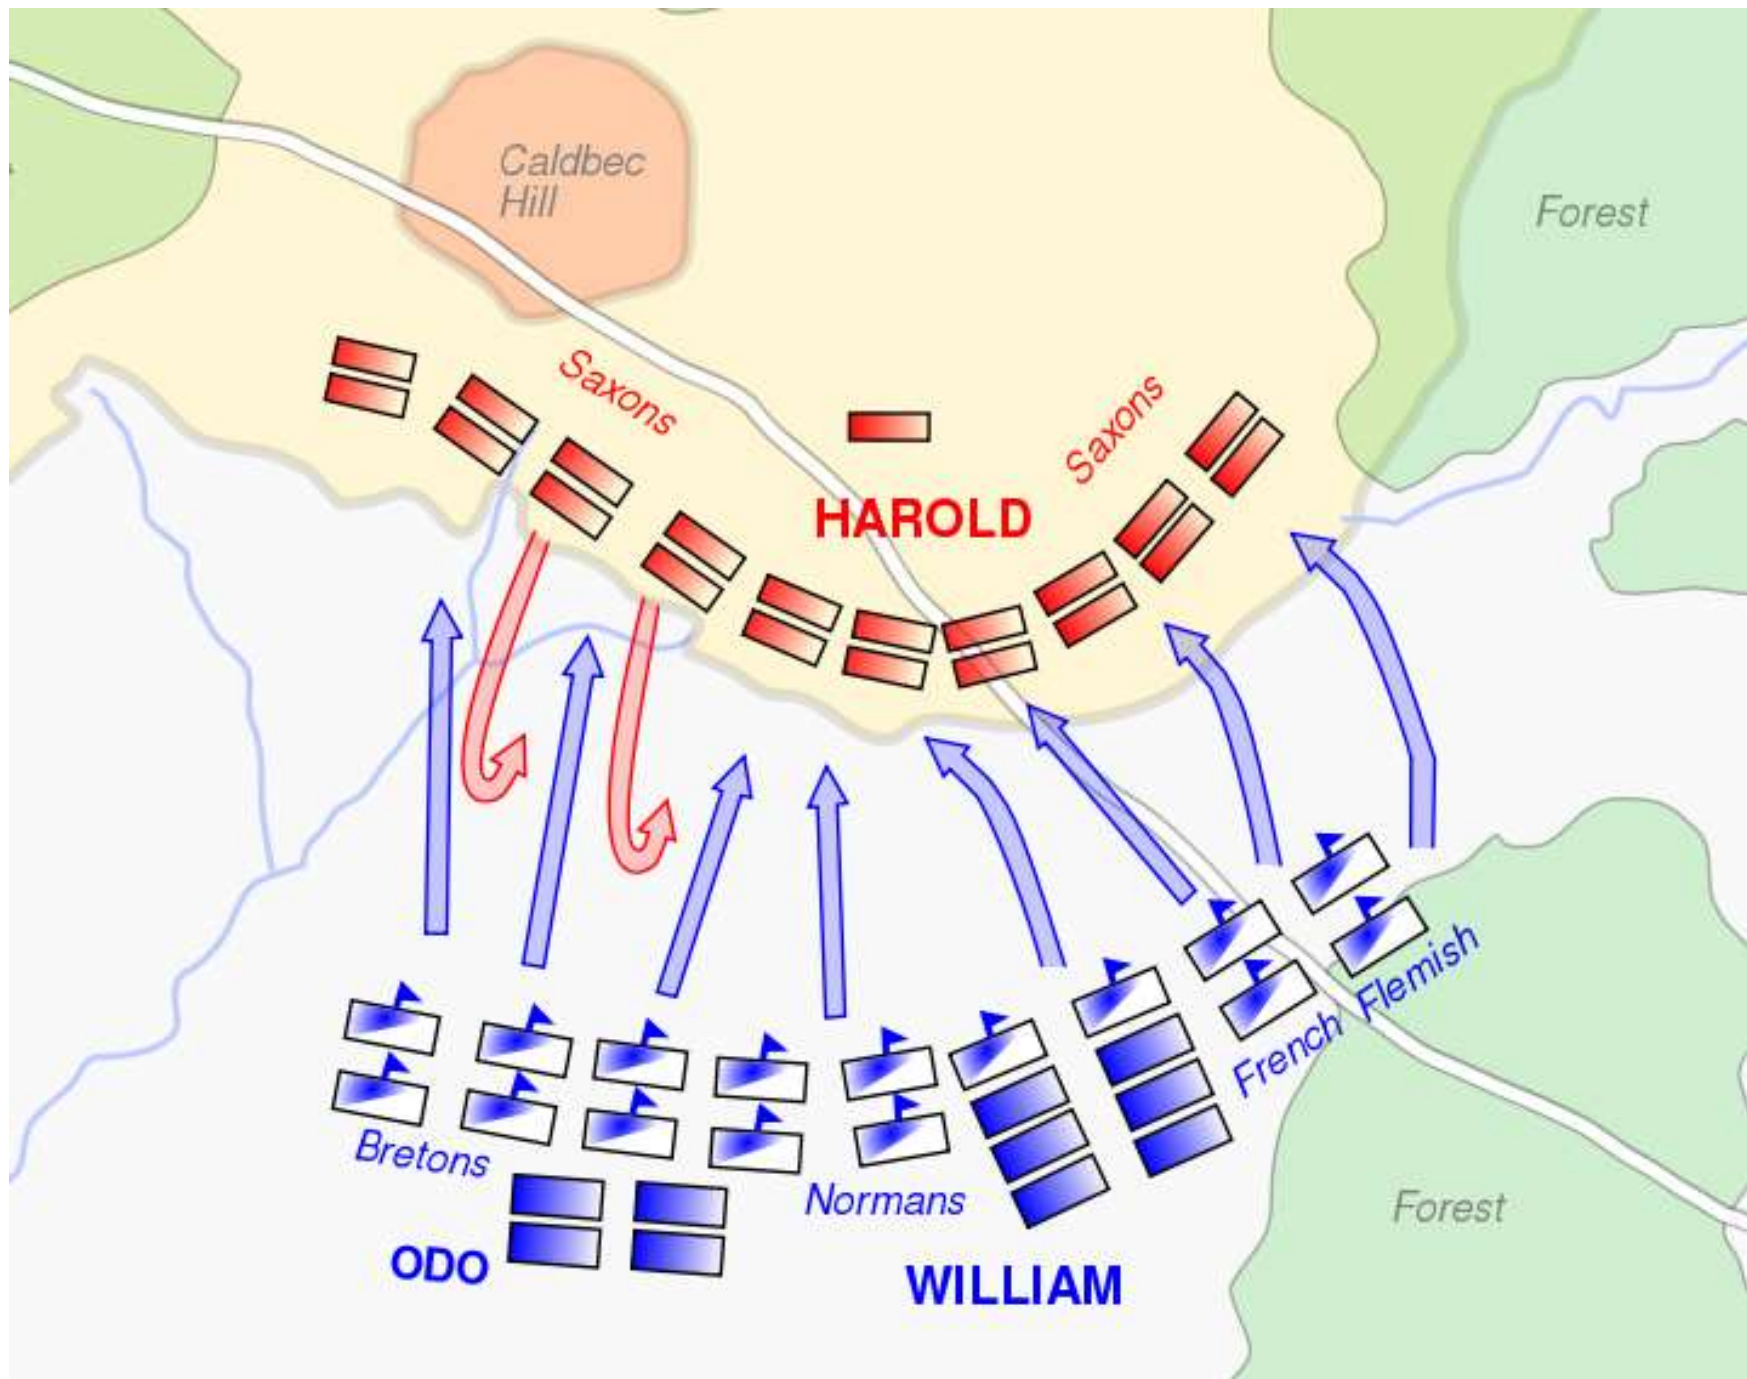 Caldbec
Hill
Forest
Saxons
Saxons
HAROLD
Flemish
French
Bretons
Normans
Forest
ODO
WILLIAM